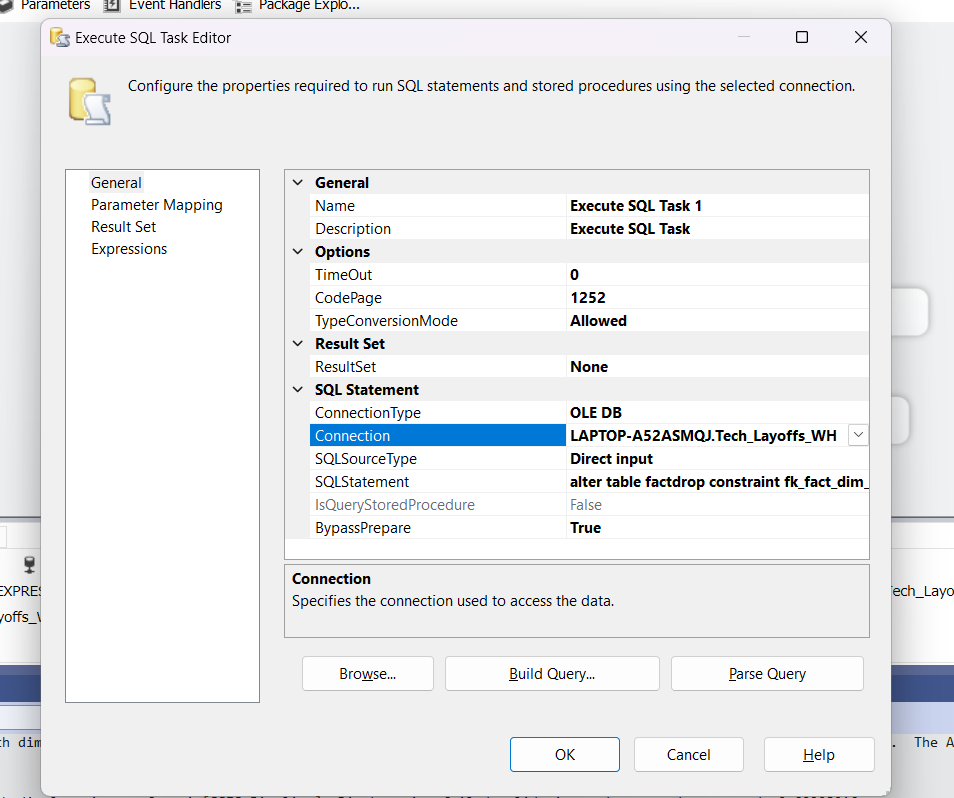 Parameters Event Handlers Package Explo...
Execute SQL Task Editor
Configure the properties required to run SQL statements and stored procedures using the selected connection.
General
Parameter Mapping
Result Set
Expressions
General
Name Execute SQL Task 1
Description Execute SQL Task
Options
TimeOut 0
CodePage 1252
TypeConversionMode Allowed
Result Set
ResultSet None
SQL Statement
ConnectionType OLE DB
Connection LAPTOP-A52ASMQJ.Tech_Layoffs_WH
SQLSourceType Direct input
SQLStatement alter table factdrop constraint fk_fact_dim_
IsQueryStoredProcedure False
BypassPrepare True
Connection
Specifies the connection used to access the data.
Browse... Build Query... Parse Query
OK Cancel Help
EXPRES
ech_Layo
yoffs_
th dim
. The A